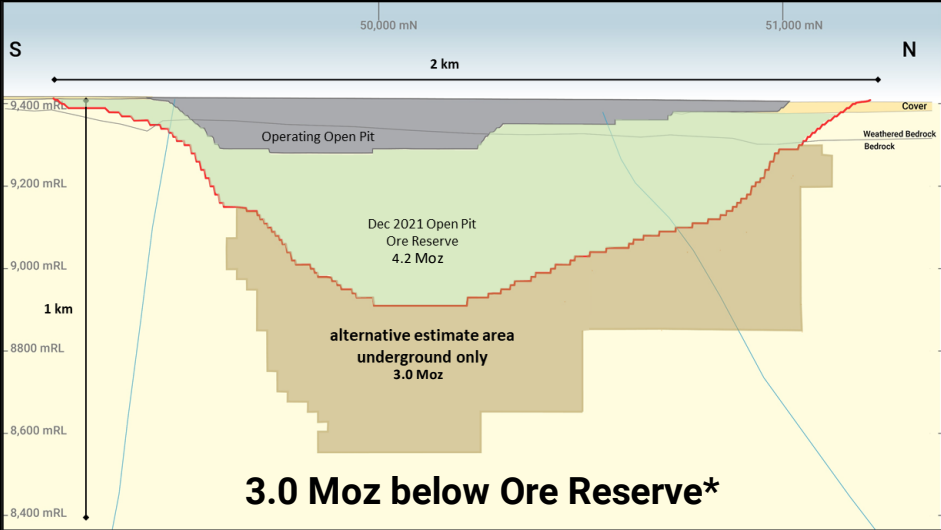 50,000 mN
51,000 mN
S
N
2 km
9,400 mRL
Cover
Operating Open Pit
Weathered Bedrock
Bedrock
9,200 mRL
Dec 2021 Open Pit
Ore Reserve
4.2 Moz
9,000 mRL
1 km
alternative estimate area
underground only
3.0 Moz
8800 mRL
8,600 mRL
3.0 Moz below Ore Reserve*
8,400 mRL